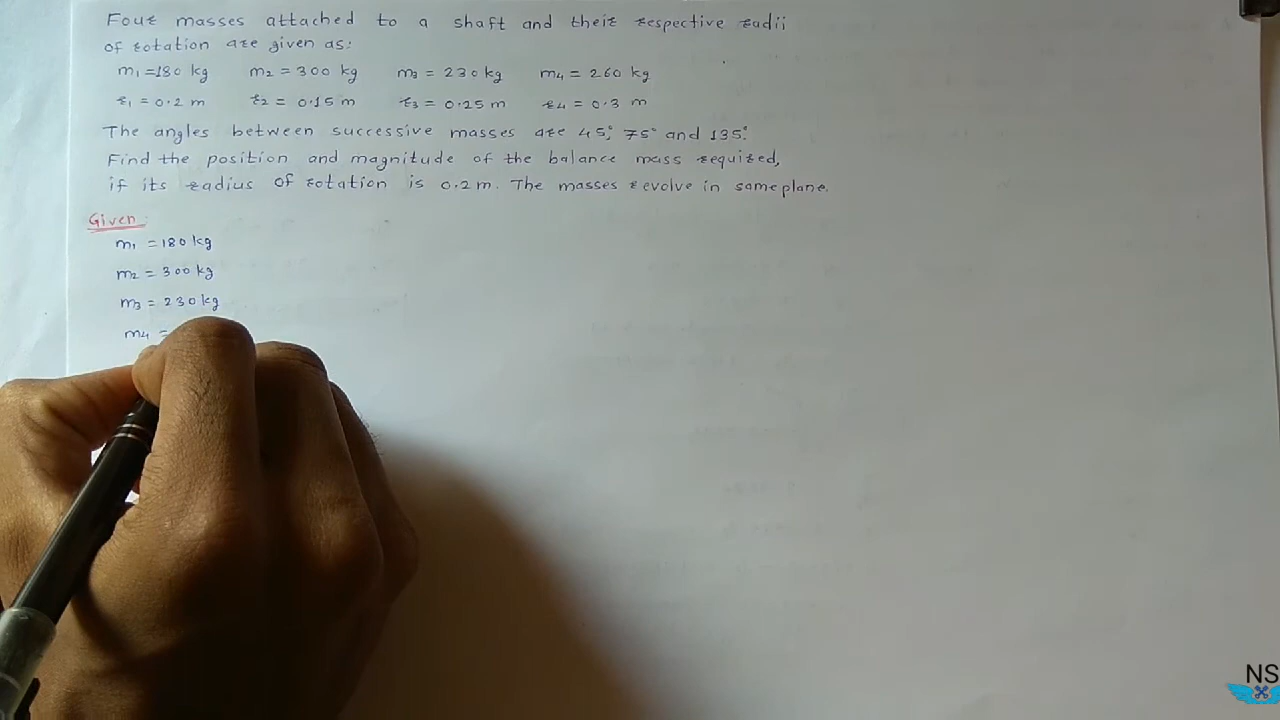 Four masses attached to a shaft and their respective radii
of rotation are given as:
m1 = 180 kg m2 = 300 kg m3 = 230 kg m4 = 260 kg
r1 = 0.2 m r2 = 0.15 m r3 = 0.25 m r4 = 0.3 m
The angles between successive masses are 45°, 75° and 135°.
Find the position and magnitude of the balance mass required,
if its radius of rotation is 0.2 m. The masses revolve in same plane.
Given:
m1 = 180 kg
m2 = 300 kg
m3 = 230 kg
m4 =
NS